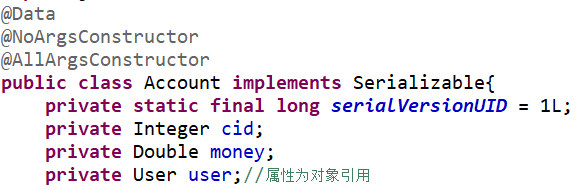 @Data
@NoArgsConstructor
@AllArgsConstructor
public class Account implements Serializable{
    private static final long serialVersionUID = 1L;
    private Integer cid;
    private Double money;
    private User user;//属性为对象引用